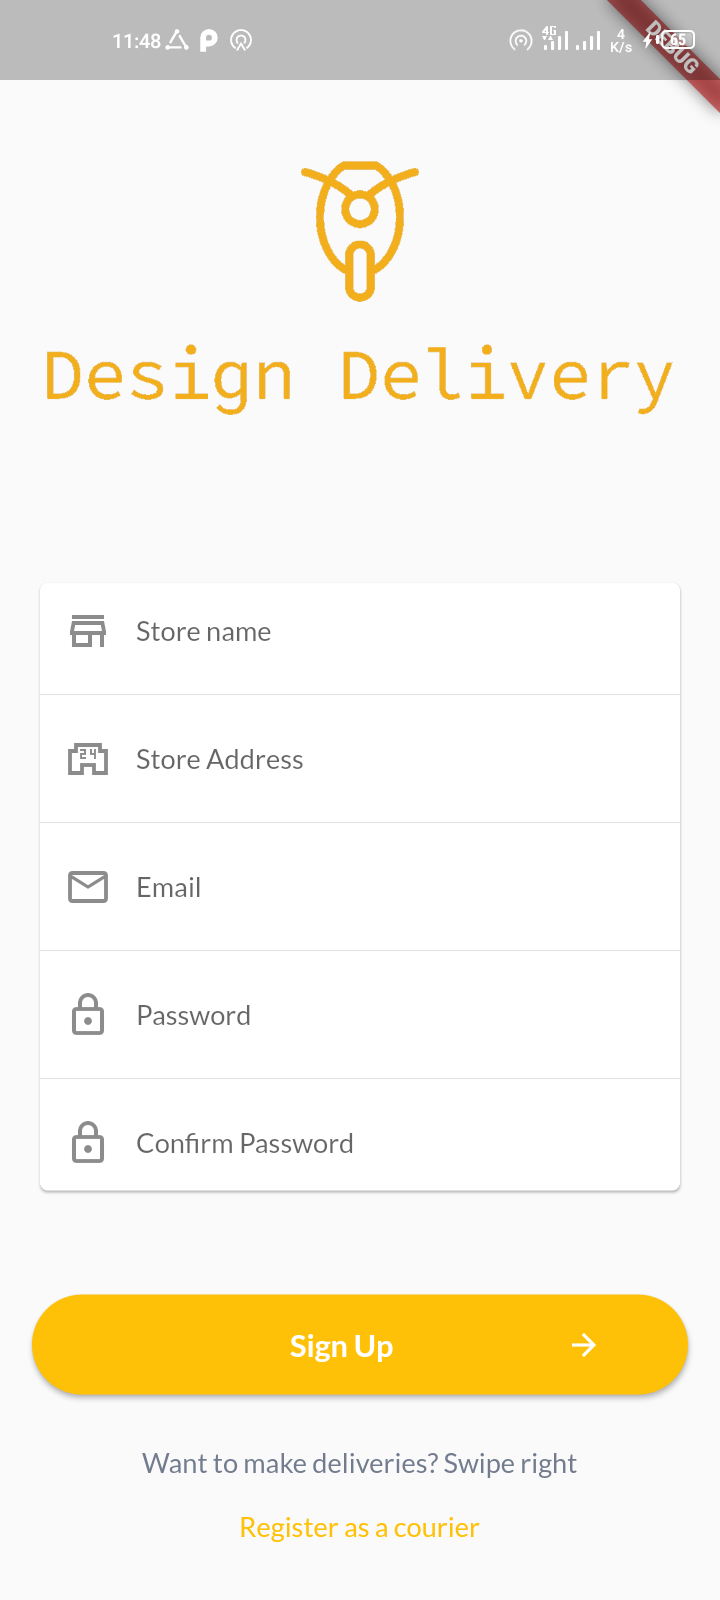 11:48
4G
4
K/s
65
DEBUG
Design Delivery
Store name
24
Store Address
Email
Password
Confirm Password
Sign Up
Want to make deliveries? Swipe right
Register as a courier